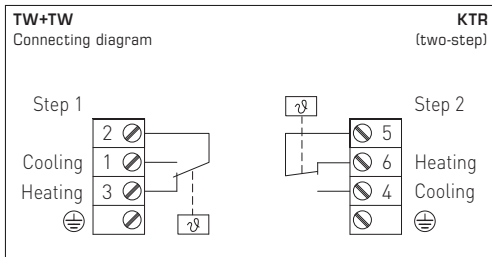 TW+TW KTR
Connecting diagram (two-step)
Step 1 ϑ Step 2
2 5
Cooling 1 6 Heating
Heating 3 4 Cooling
ϑ